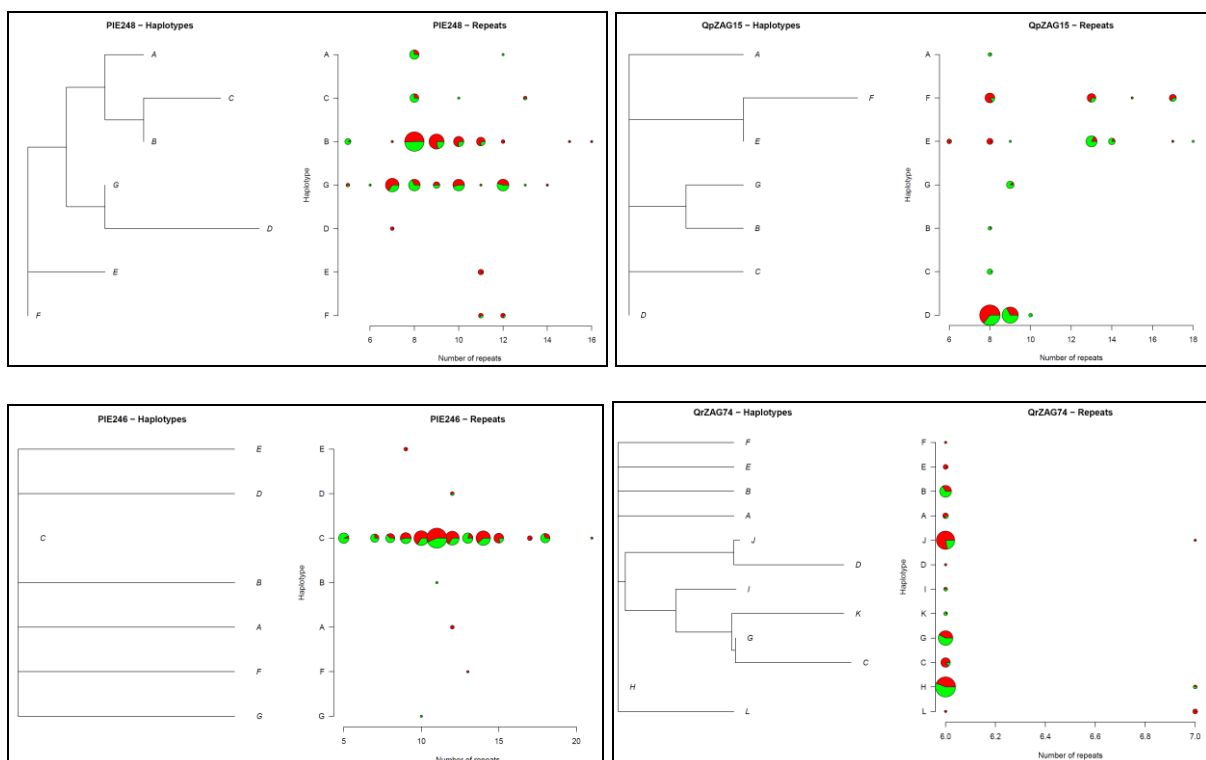 PIE248 – Haplotypes
PIE248 – Repeats
A
C
B
G
D
E
F
Haplotype
A
C
B
G
D
E
F
6 8 10 12 14 16
Number of repeats
QpZAG15 – Haplotypes
QpZAG15 – Repeats
A
F
E
G
B
C
D
Haplotype
A
F
E
G
B
C
D
6 8 10 12 14 16 18
Number of repeats
PIE246 – Haplotypes
PIE246 – Repeats
E
D
C
B
A
F
G
Haplotype
E
D
C
B
A
F
G
5 10 15 20
Number of repeats
QrZAG74 – Haplotypes
QrZAG74 – Repeats
F
E
B
A
J
D
I
K
G
C
H
L
Haplotype
F
E
B
A
J
D
I
K
G
C
H
L
6.0 6.2 6.4 6.6 6.8 7.0
Number of repeats